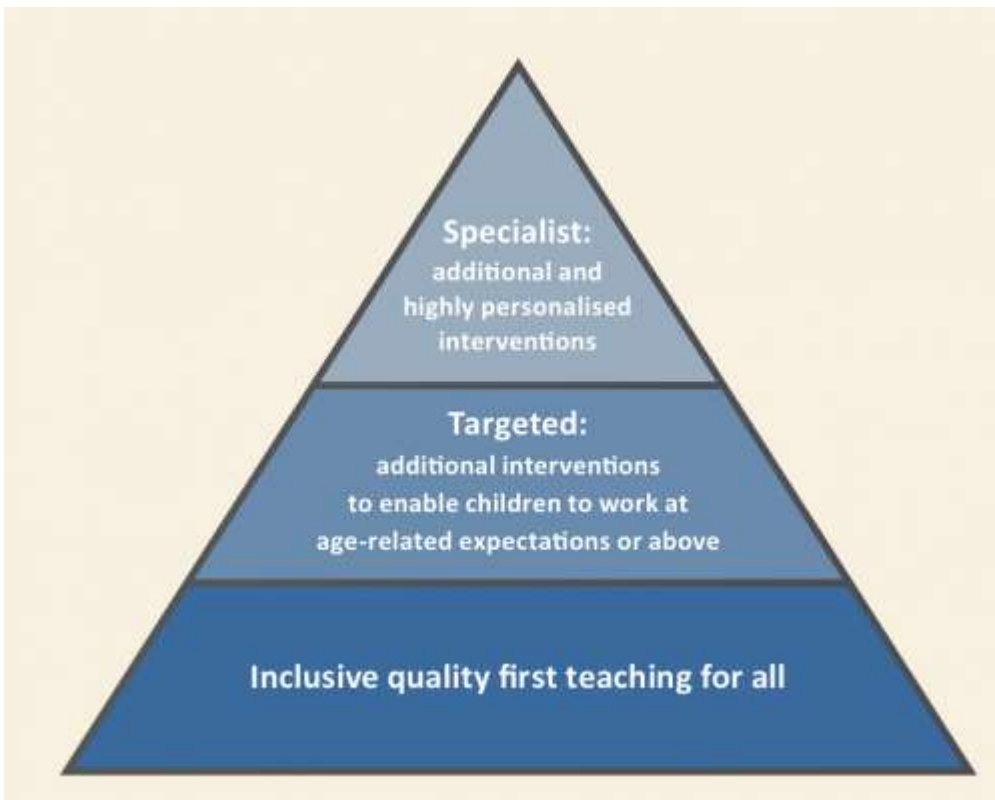 Specialist:
additional and
highly personalised
interventions
Targeted:
additional interventions
to enable children to work at
age-related expectations or above
Inclusive quality first teaching for all